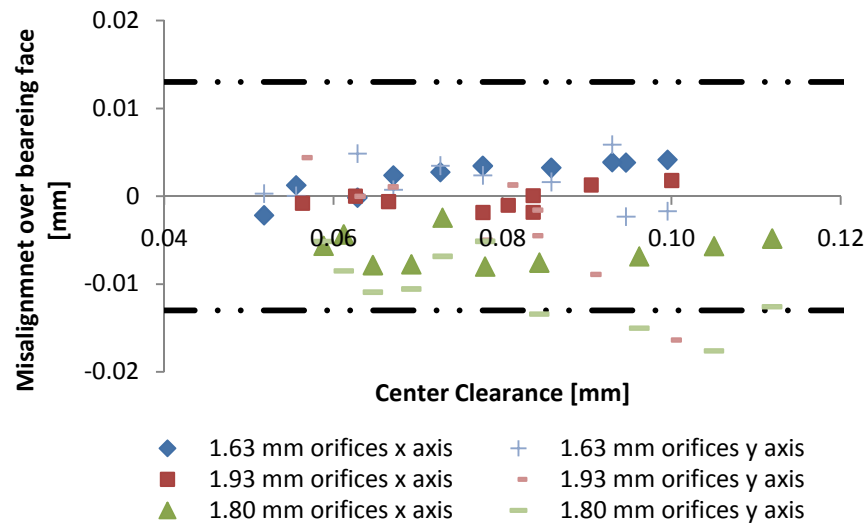 0.02
0.01
0
-0.01
-0.02
0.04
0.06
0.08
0.10
0.12
Misalignmnet over beareing face
[mm]
Center Clearance [mm]
1.63 mm orifices x axis
1.63 mm orifices y axis
1.93 mm orifices x axis
1.93 mm orifices y axis
1.80 mm orifices x axis
1.80 mm orifices y axis